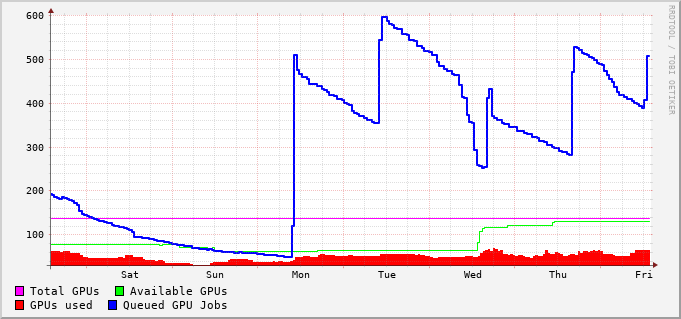 600
500
400
300
200
100
Sat Sun Mon Tue Wed Thu Fri
Total GPUs Available GPUs
GPUs used Queued GPU Jobs
RRDTOOL / TOBI OETIKER